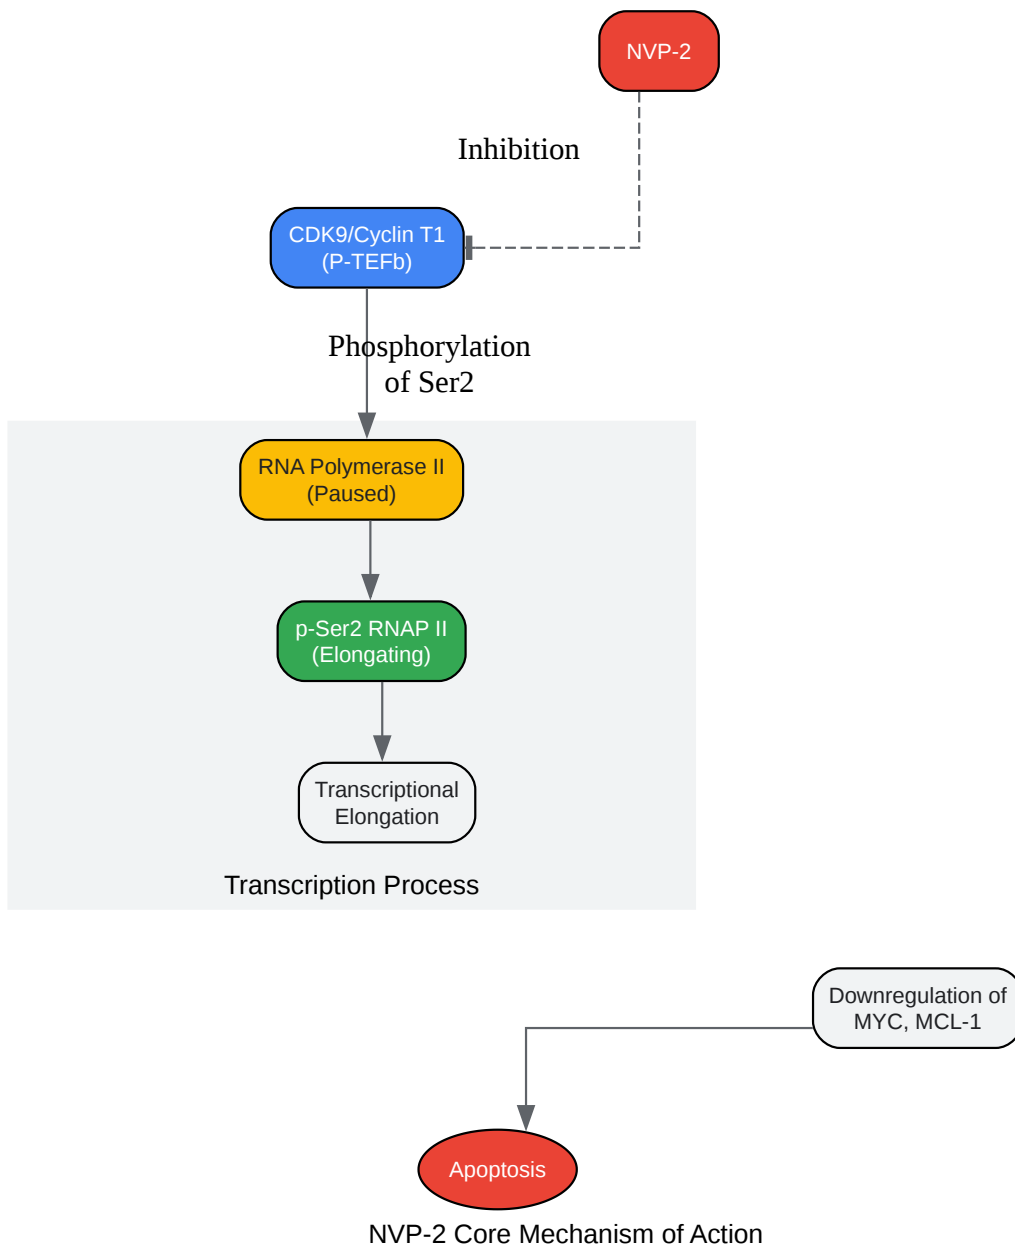 NVP-2
Inhibition
CDK9/Cyclin T1
(P-TEFb)
Phosphorylation
of Ser2
RNA Polymerase II
(Paused)
p-Ser2 RNAP II
(Elongating)
Transcriptional
Elongation
Transcription Process
Downregulation of
MYC, MCL-1
Apoptosis
NVP-2 Core Mechanism of Action